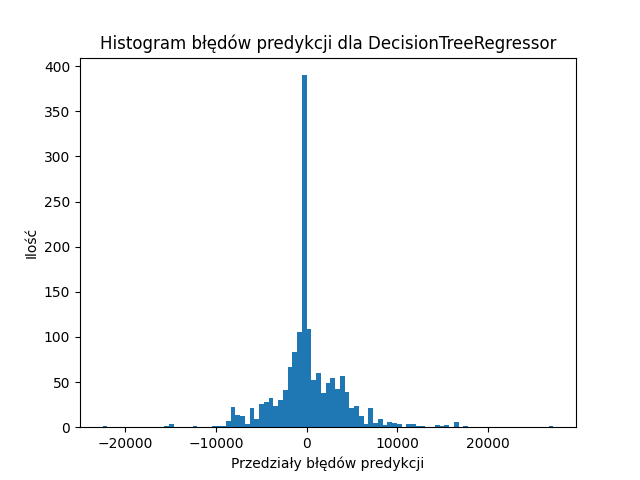 Histogram błędów predykcji dla DecisionTreeRegressor
400
350
300
250
200
150
100
50
0
−20000 −10000 0 10000 20000
Ilość
Przedziały błędów predykcji